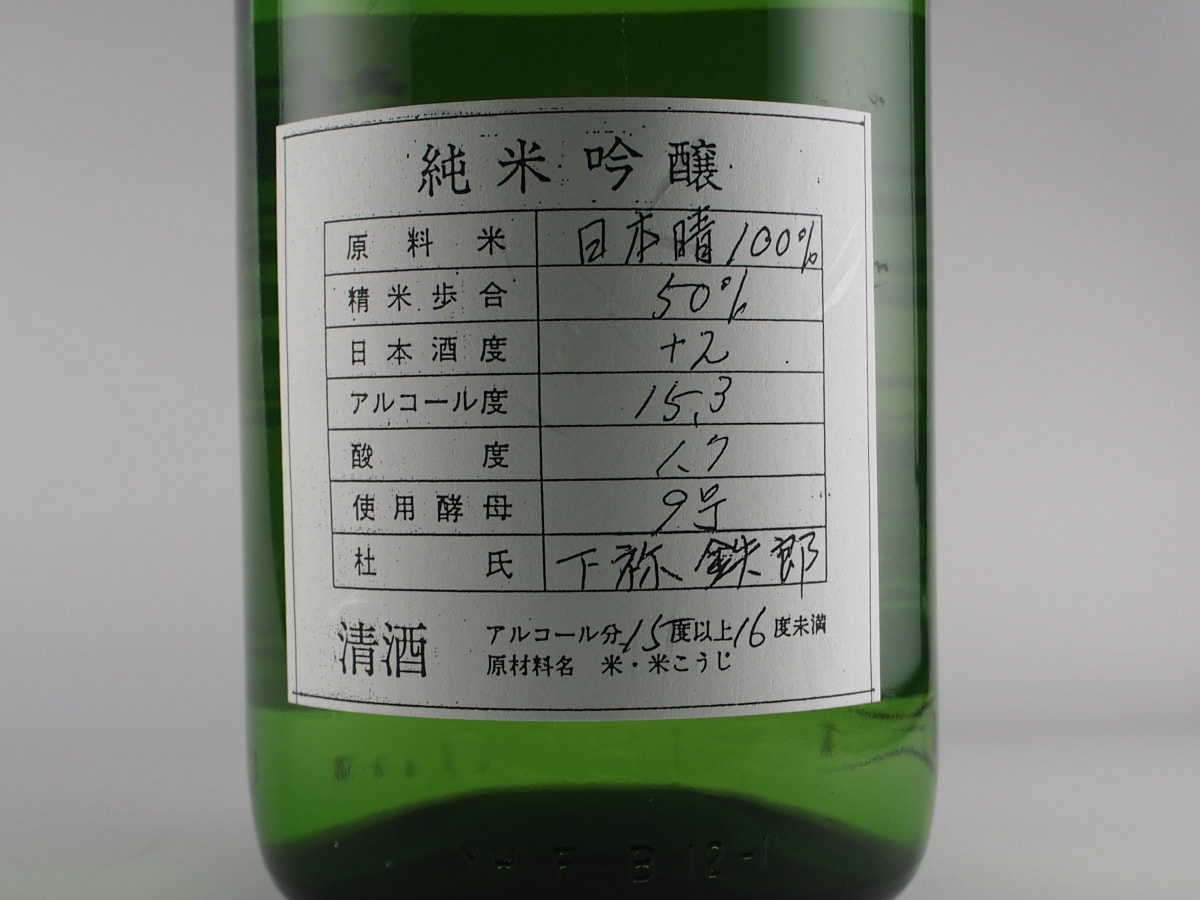 純米吟醸
原料米 日本晴100%
精米歩合 50%
日本酒度 +2
アルコール度 15.3
酸度 1.7
使用酵母 9号
杜氏 下祢 鉄郎
清酒
アルコール分15度以上16度未満
原材料名 米・米こうじ